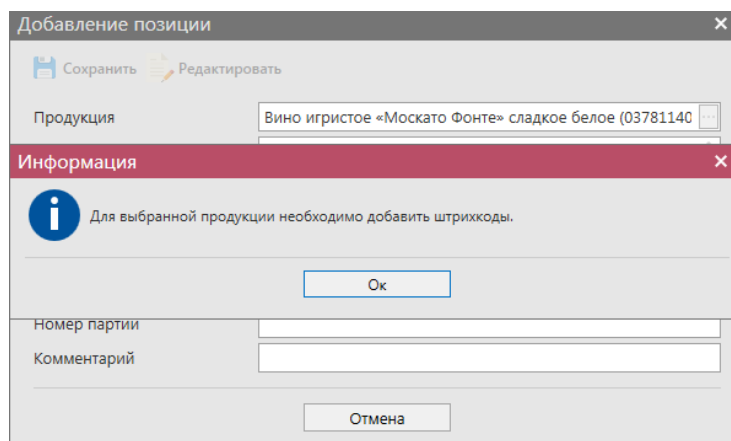 Добавление позиции
Сохранить Редактировать
Продукция Вино игристое «Москато Фонте» сладкое белое (03781140
Информация
Для выбранной продукции необходимо добавить штрихкоды.
Ок
Номер партии
Комментарий
Отмена